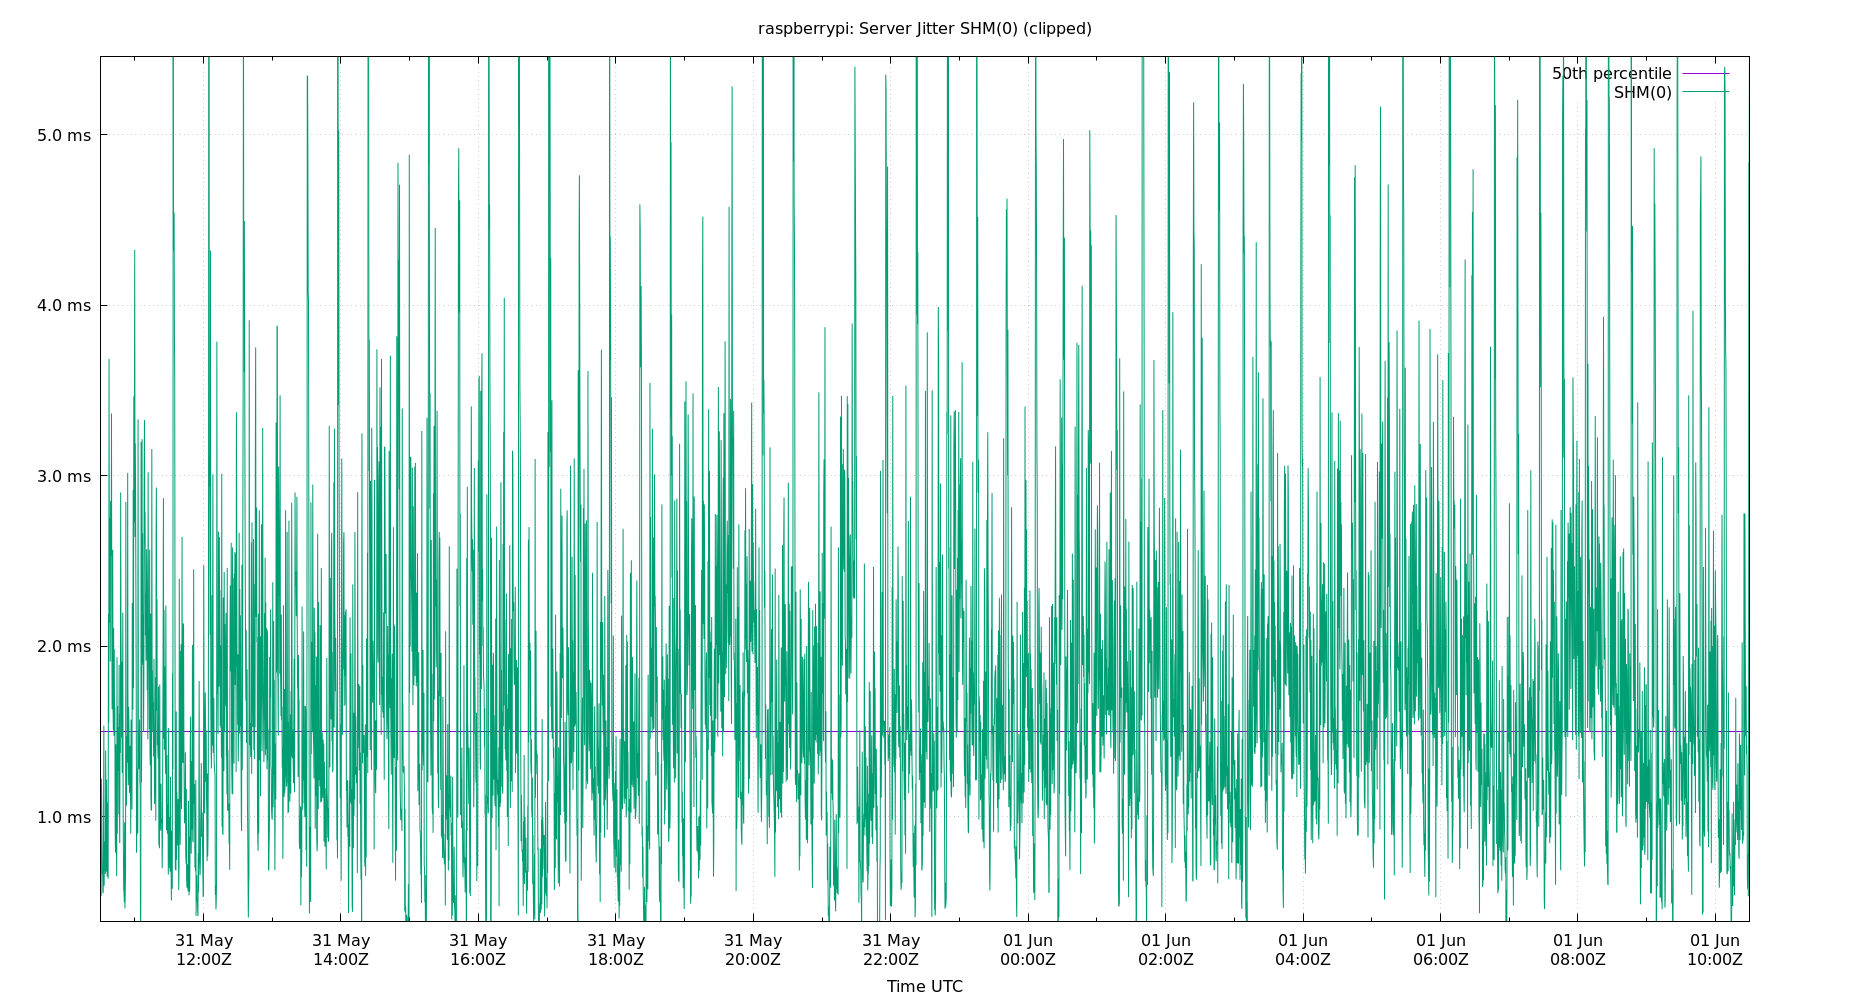 raspberrypi: Server Jitter SHM(0) (clipped)
50th percentile
SHM(0)
5.0 ms
4.0 ms
3.0 ms
2.0 ms
1.0 ms
31 May 31 May 31 May 31 May 31 May 31 May 01 Jun 01 Jun 01 Jun 01 Jun 01 Jun 01 Jun
12:00Z 14:00Z 16:00Z 18:00Z 20:00Z 22:00Z 00:00Z 02:00Z 04:00Z 06:00Z 08:00Z 10:00Z
Time UTC